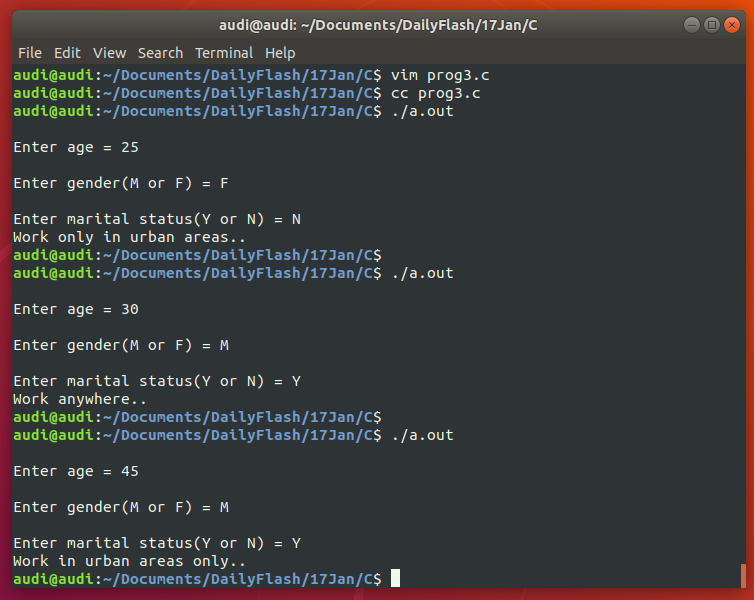 audi@audi: ~/Documents/DailyFlash/17Jan/C
File Edit View Search Terminal Help
audi@audi:~/Documents/DailyFlash/17Jan/C$ vim prog3.c
audi@audi:~/Documents/DailyFlash/17Jan/C$ cc prog3.c
audi@audi:~/Documents/DailyFlash/17Jan/C$ ./a.out
Enter age = 25
Enter gender(M or F) = F
Enter marital status(Y or N) = N
Work only in urban areas..
audi@audi:~/Documents/DailyFlash/17Jan/C$
audi@audi:~/Documents/DailyFlash/17Jan/C$ ./a.out
Enter age = 30
Enter gender(M or F) = M
Enter marital status(Y or N) = Y
Work anywhere..
audi@audi:~/Documents/DailyFlash/17Jan/C$
audi@audi:~/Documents/DailyFlash/17Jan/C$ ./a.out
Enter age = 45
Enter gender(M or F) = M
Enter marital status(Y or N) = Y
Work in urban areas only..
audi@audi:~/Documents/DailyFlash/17Jan/C$